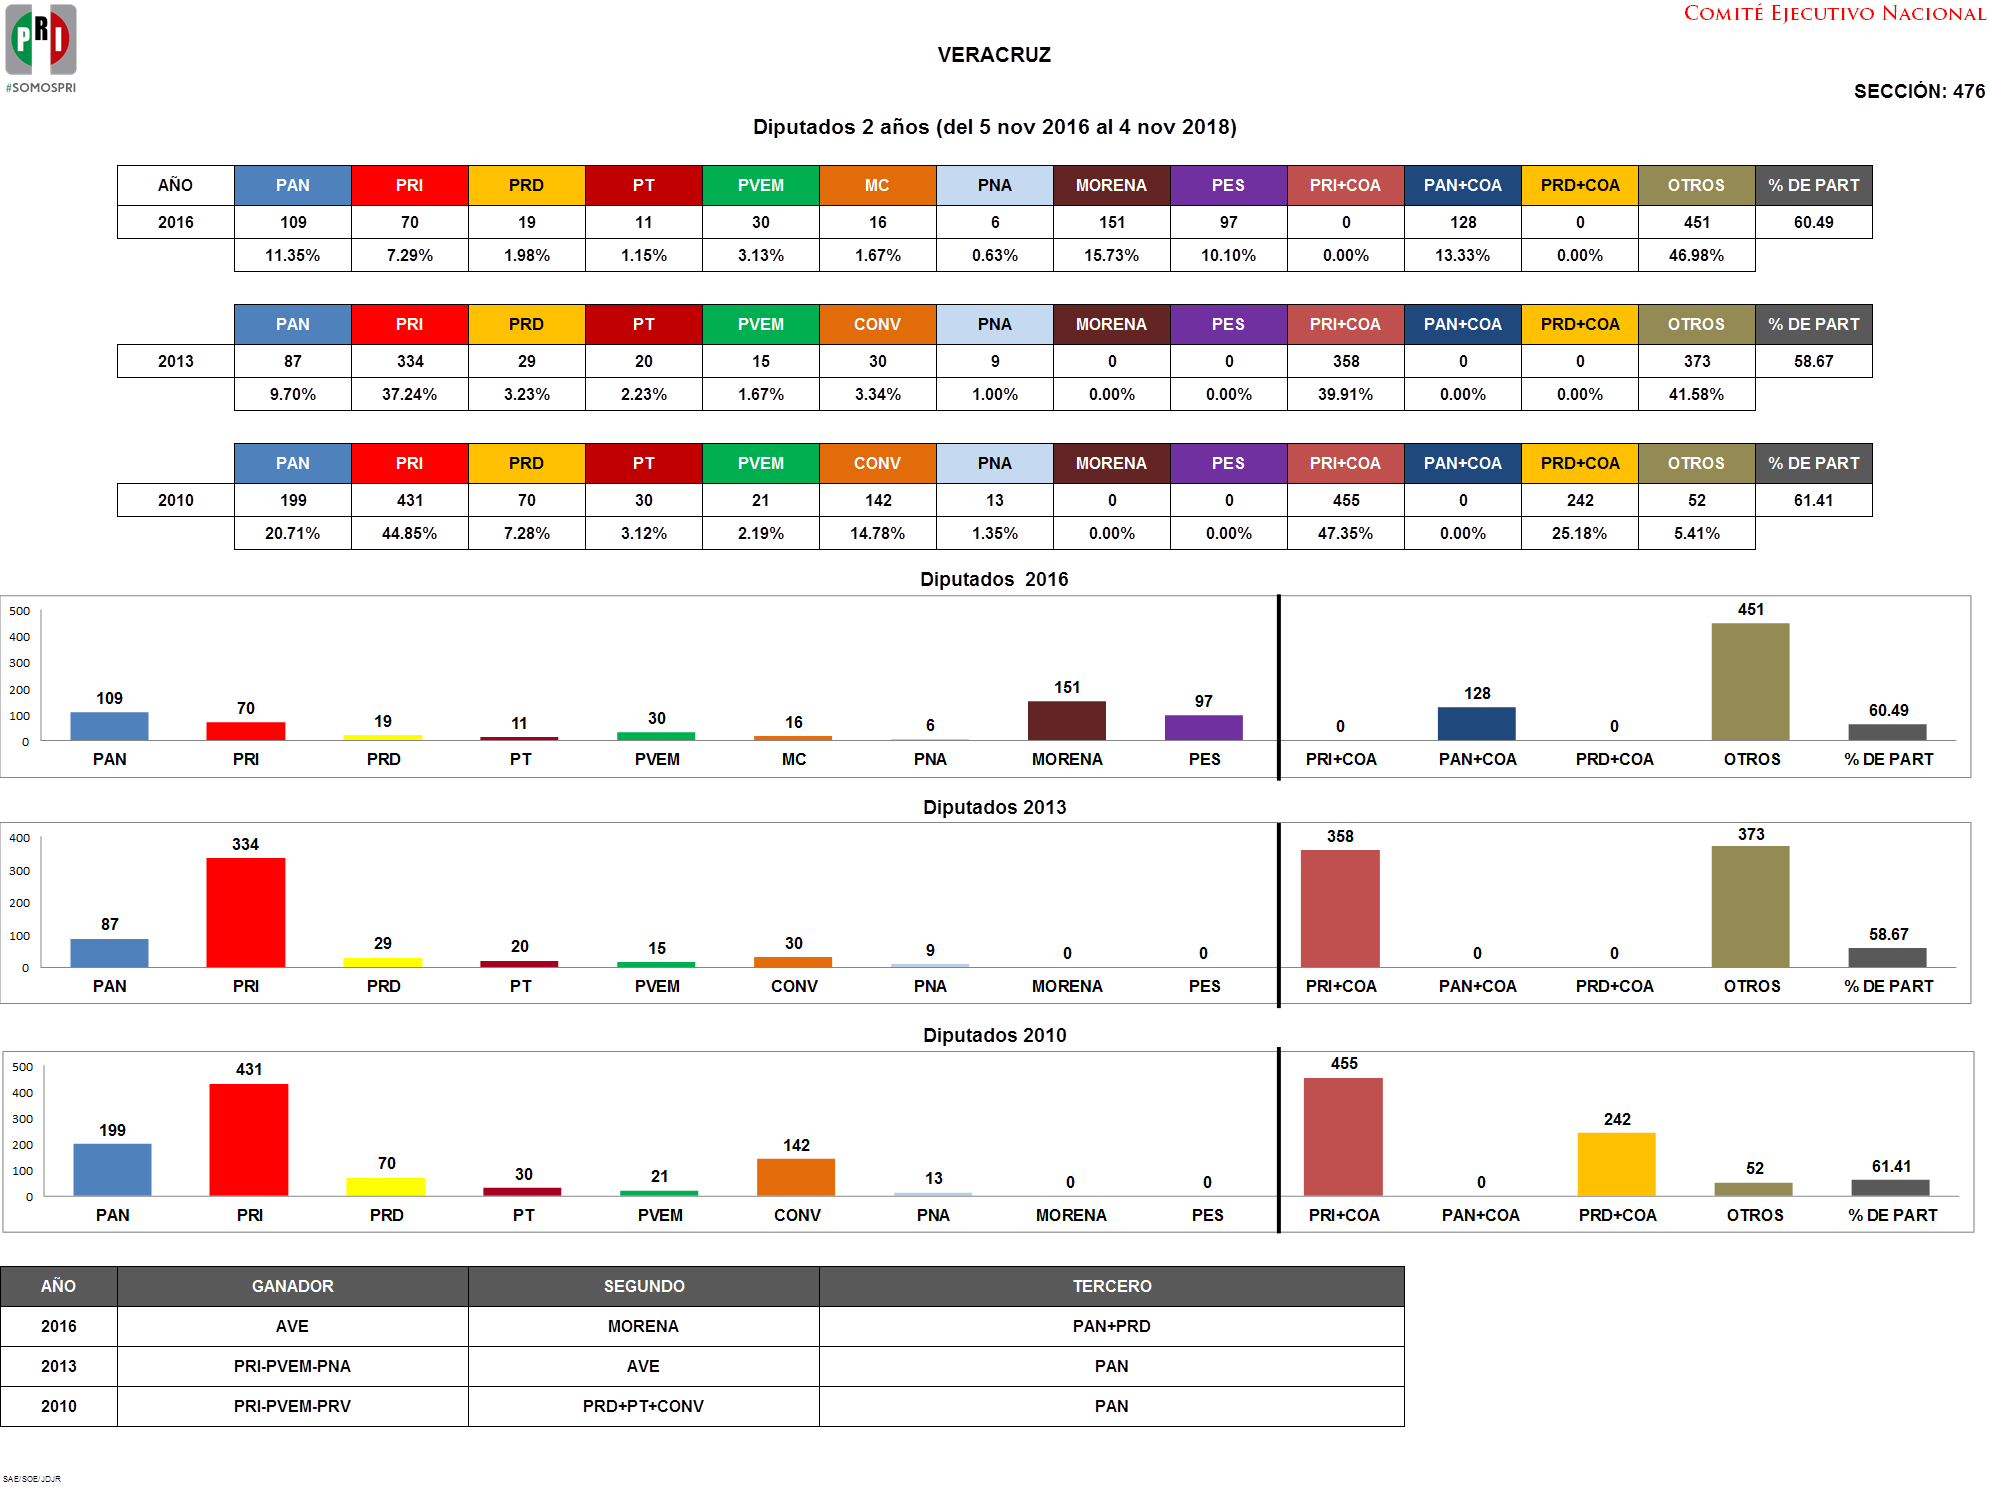 PRI
#SOMOSPRI
COMITÉ EJECUTIVO NACIONAL
VERACRUZ
SECCIÓN: 476
Diputados 2 años (del 5 nov 2016 al 4 nov 2018)
AÑO PAN PRI PRD PT PVEM MC PNA MORENA PES PRI+COA PAN+COA PRD+COA OTROS % DE PART
2016 109 70 19 11 30 16 6 151 97 0 128 0 451 60.49
11.35% 7.29% 1.98% 1.15% 3.13% 1.67% 0.63% 15.73% 10.10% 0.00% 13.33% 0.00% 46.98%
PAN PRI PRD PT PVEM CONV PNA MORENA PES PRI+COA PAN+COA PRD+COA OTROS % DE PART
2013 87 334 29 20 15 30 9 0 0 358 0 0 373 58.67
9.70% 37.24% 3.23% 2.23% 1.67% 3.34% 1.00% 0.00% 0.00% 39.91% 0.00% 0.00% 41.58%
PAN PRI PRD PT PVEM CONV PNA MORENA PES PRI+COA PAN+COA PRD+COA OTROS % DE PART
2010 199 431 70 30 21 142 13 0 0 455 0 242 52 61.41
20.71% 44.85% 7.28% 3.12% 2.19% 14.78% 1.35% 0.00% 0.00% 47.35% 0.00% 25.18% 5.41%
Diputados 2016
500
400
300
200
100
0
109 70 19 11 30 16 6 151 97 0 128 0 451 60.49
PAN PRI PRD PT PVEM MC PNA MORENA PES PRI+COA PAN+COA PRD+COA OTROS % DE PART
Diputados 2013
400
300
200
100
0
87 334 29 20 15 30 9 0 0 358 0 0 373 58.67
PAN PRI PRD PT PVEM CONV PNA MORENA PES PRI+COA PAN+COA PRD+COA OTROS % DE PART
Diputados 2010
500
400
300
200
100
0
199 431 70 30 21 142 13 0 0 455 0 242 52 61.41
PAN PRI PRD PT PVEM CONV PNA MORENA PES PRI+COA PAN+COA PRD+COA OTROS % DE PART
AÑO GANADOR SEGUNDO TERCERO
2016 AVE MORENA PAN+PRD
2013 PRI-PVEM-PNA AVE PAN
2010 PRI-PVEM-PRV PRD+PT+CONV PAN
SAE/SOE/JDJR